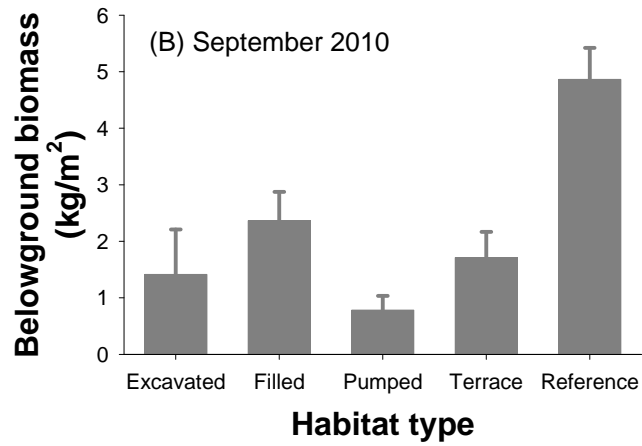 (B) September 2010
Belowground biomass
(kg/m²)
6
5
4
3
2
1
0
Excavated Filled Pumped Terrace Reference
Habitat type